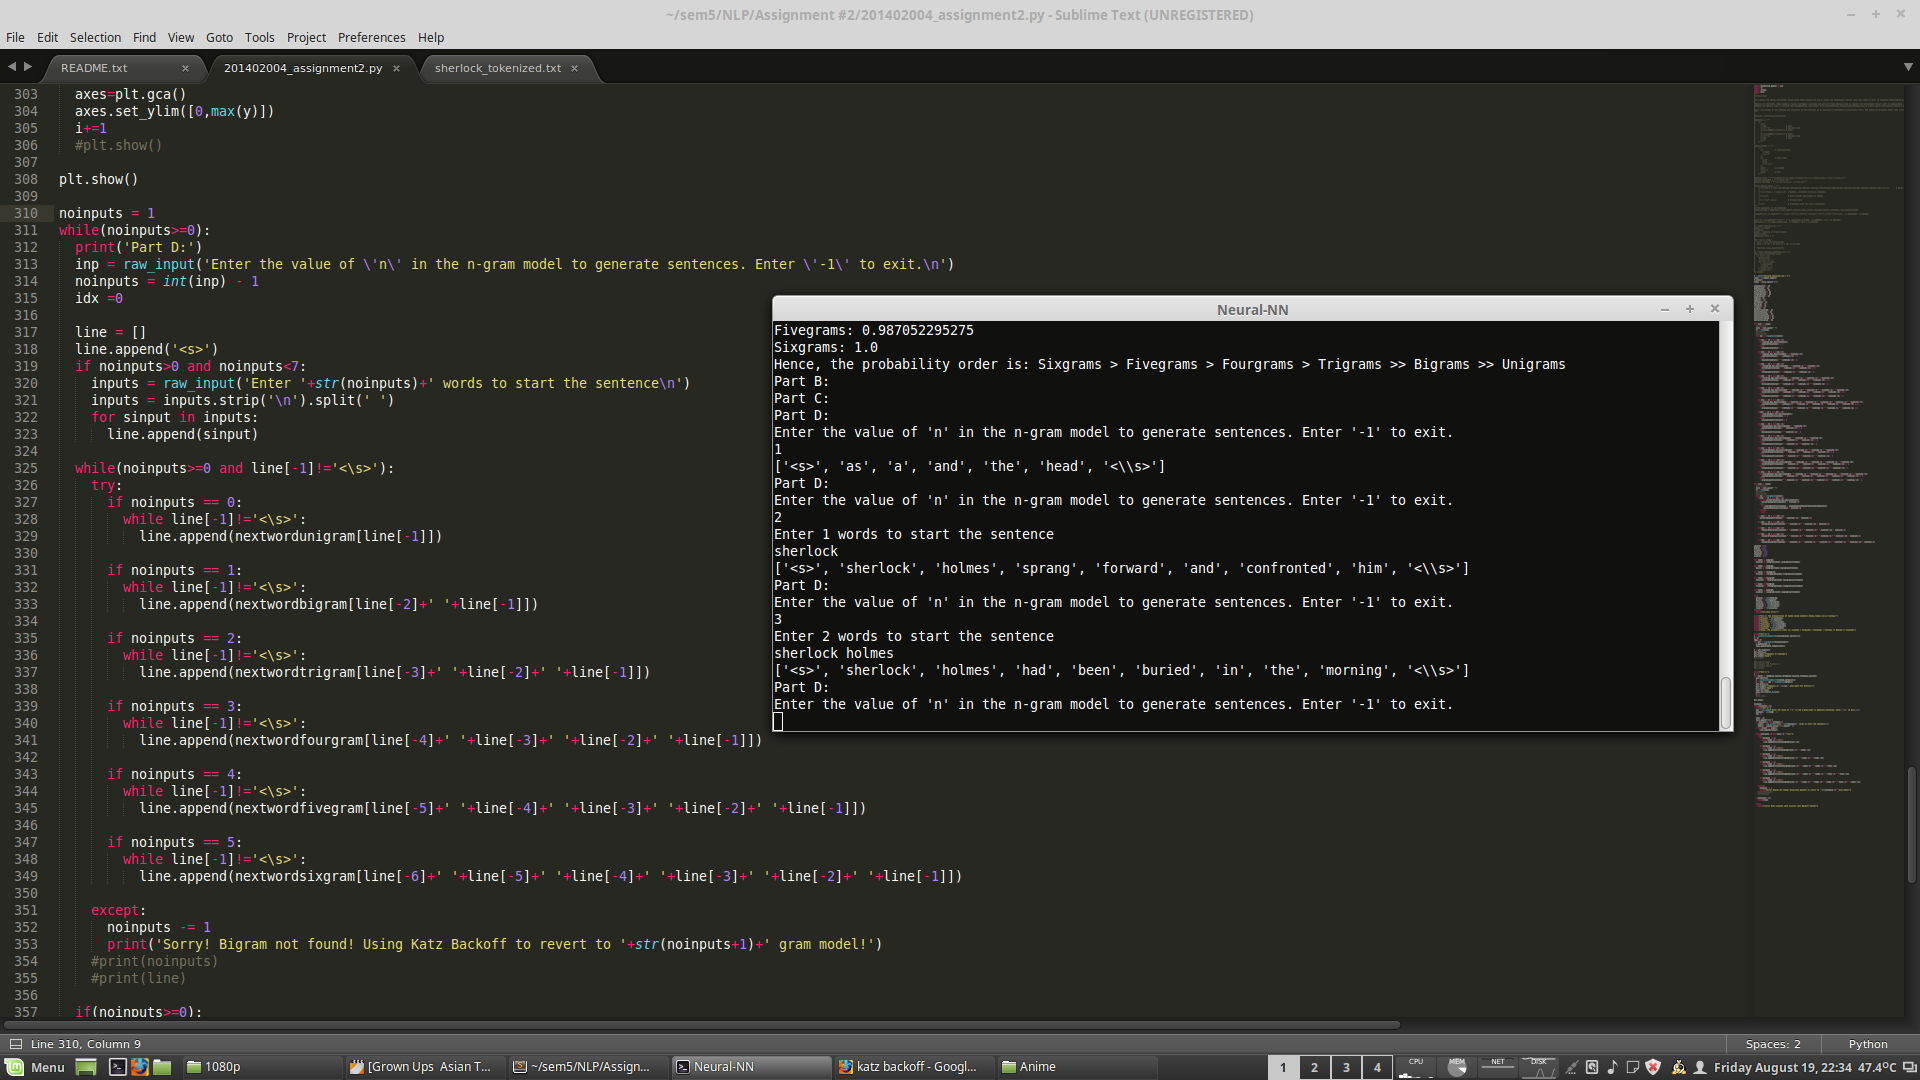 ~/sem5/NLP/Assignment #2/201402004_assignment2.py - Sublime Text (UNREGISTERED)
File Edit Selection Find View Goto Tools Project Preferences Help
README.txt 201402004_assignment2.py sherlock_tokenized.txt
303 axes=plt.gca()
304 axes.set_ylim([0,max(y)])
305 i+=1
306 #plt.show()
307
308 plt.show()
309
310 noinputs = 1
311 while(noinputs>=0):
312 print('Part D:')
313 inp = raw_input('Enter the value of \'n\' in the n-gram model to generate sentences. Enter \'-1\' to exit.\n')
314 noinputs = int(inp) - 1
315 idx =0
316
317 line = []
318 line.append('<s>')
319 if noinputs>0 and noinputs<7:
320 inputs = raw_input('Enter '+str(noinputs)+' words to start the sentence\n')
321 inputs = inputs.strip('\n').split(' ')
322 for sinput in inputs:
323 line.append(sinput)
324
325 while(noinputs>=0 and line[-1]!='<\s>'):
326 try:
327 if noinputs == 0:
328 while line[-1]!='<\s>':
329 line.append(nextwordunigram[line[-1]])
330
331 if noinputs == 1:
332 while line[-1]!='<\s>':
333 line.append(nextwordbigram[line[-2]+' '+line[-1]])
334
335 if noinputs == 2:
336 while line[-1]!='<\s>':
337 line.append(nextwordtrigram[line[-3]+' '+line[-2]+' '+line[-1]])
338
339 if noinputs == 3:
340 while line[-1]!='<\s>':
341 line.append(nextwordfourgram[line[-4]+' '+line[-3]+' '+line[-2]+' '+line[-1]])
342
343 if noinputs == 4:
344 while line[-1]!='<\s>':
345 line.append(nextwordfivegram[line[-5]+' '+line[-4]+' '+line[-3]+' '+line[-2]+' '+line[-1]])
346
347 if noinputs == 5:
348 while line[-1]!='<\s>':
349 line.append(nextwordsixgram[line[-6]+' '+line[-5]+' '+line[-4]+' '+line[-3]+' '+line[-2]+' '+line[-1]])
350
351 except:
352 noinputs -= 1
353 print('Sorry! Bigram not found! Using Katz Backoff to revert to '+str(noinputs+1)+' gram model!')
354 #print(noinputs)
355 #print(line)
356
357 if(noinputs>=0):
Neural-NN
Fivegrams: 0.987052295275
Sixgrams: 1.0
Hence, the probability order is: Sixgrams > Fivegrams > Fourgrams > Trigrams >> Bigrams >> Unigrams
Part B:
Part C:
Part D:
Enter the value of 'n' in the n-gram model to generate sentences. Enter '-1' to exit.
1
['<s>', 'as', 'a', 'and', 'the', 'head', '<\\s>']
Part D:
Enter the value of 'n' in the n-gram model to generate sentences. Enter '-1' to exit.
2
Enter 1 words to start the sentence
sherlock
['<s>', 'sherlock', 'holmes', 'sprang', 'forward', 'and', 'confronted', 'him', '<\\s>']
Part D:
Enter the value of 'n' in the n-gram model to generate sentences. Enter '-1' to exit.
3
Enter 2 words to start the sentence
sherlock holmes
['<s>', 'sherlock', 'holmes', 'had', 'been', 'buried', 'in', 'the', 'morning', '<\\s>']
Part D:
Enter the value of 'n' in the n-gram model to generate sentences. Enter '-1' to exit.
Line 310, Column 9 Spaces: 2 Python
Menu 1080p [Grown Ups Asian T... ~/sem5/NLP/Assign... Neural-NN katz backoff - Googl... Anime 1 2 3 4 CPU MEM NET DISK Friday August 19, 22:34 47.4°C